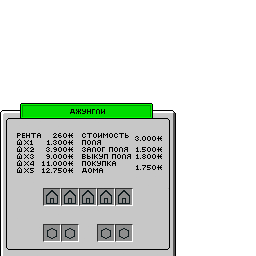 ДЖУНГЛИ
РЕНТА 260₭ СТОИМОСТЬ ПОЛЯ 3.000₭
X1 1.300₭
X2 3.900₭ ЗАЛОГ ПОЛЯ 1.500₭
X3 9.000₭ ВЫКУП ПОЛЯ 1.800₭
X4 11.000₭ ПОКУПКА ДОМА 1.750₭
X5 12.750₭